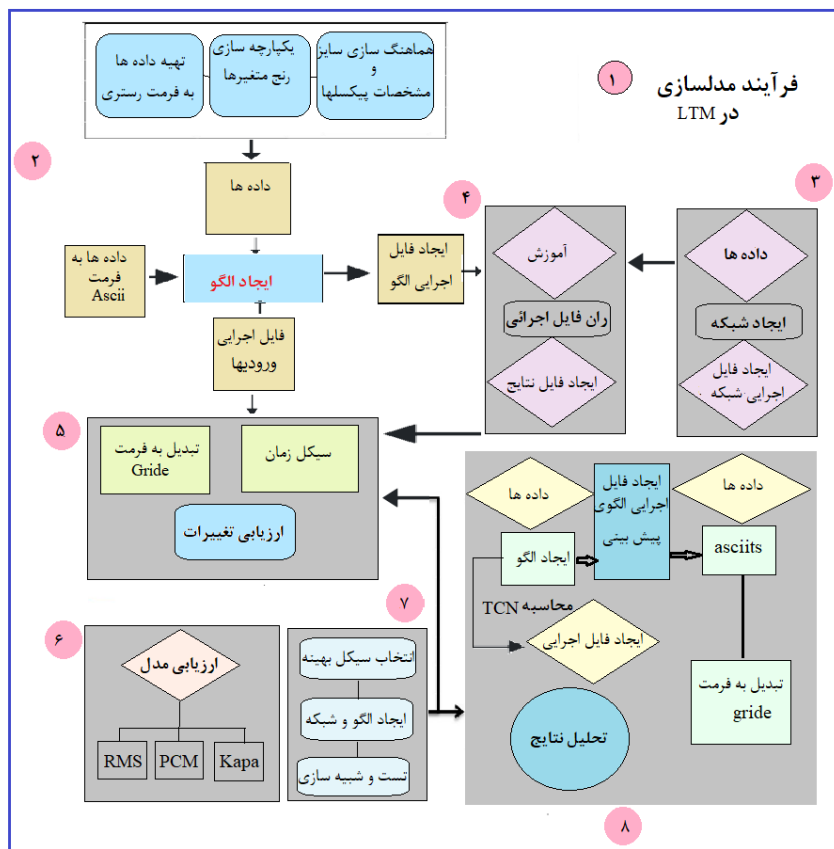 ۱
فرآیند مدلسازی
در LTM
هماهنگ سازی سایز
و
مشخصات پیکسلها
یکپارچه سازی
رنج متغیرها
تهیه داده ها
به فرمت رستری
۲
داده ها
داده ها به
فرمت
Ascii
ایجاد الگو
ایجاد فایل
اجرایی الگو
فایل اجرایی
ورودیها
۳
داده ها
ایجاد شبکه
ایجاد فایل
اجرایی شبکه
۴
آموزش
ران فایل اجرائی
ایجاد فایل نتایج
۵
سیکل زمان
تبدیل به فرمت
Gride
ارزیابی تغییرات
۶
ارزیابی مدل
RMS
PCM
Kapa
۷
انتخاب سیکل بهینه
ایجاد الگو و شبکه
تست و شبیه سازی
داده ها
ایجاد فایل
اجرایی الگوی
پیش بینی
داده ها
ایجاد الگو
asciits
محاسبه TCN
ایجاد فایل اجرایی
تبدیل به فرمت
gride
تحلیل نتایج
۸